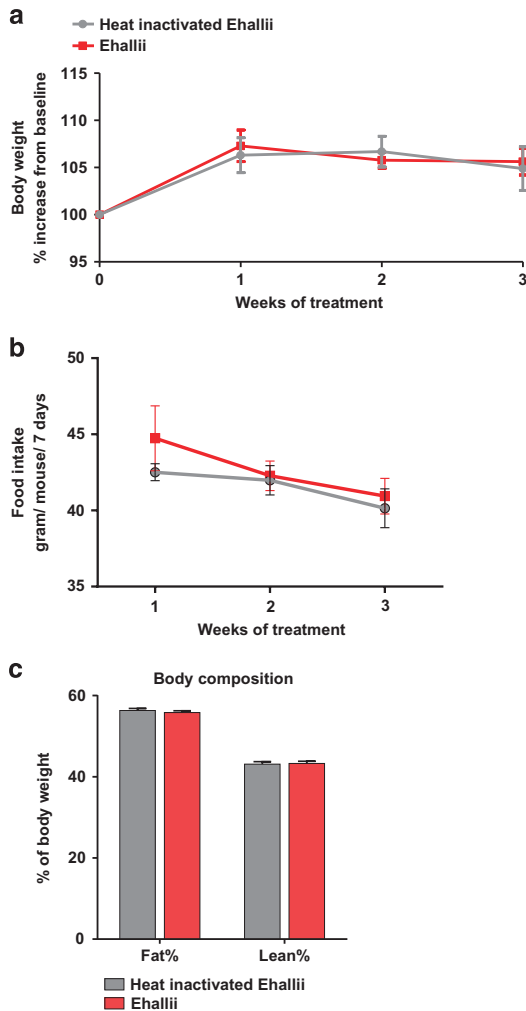 a
Heat inactivated Ehallii
Ehallii
Body weight
% increase from baseline
115
110
105
100
95
0
1
2
3
Weeks of treatment
b
Food intake
gram/ mouse/ 7 days
50
45
40
35
1
2
3
Weeks of treatment
c
Body composition
% of body weight
60
40
20
0
Fat%
Lean%
Heat inactivated Ehallii
Ehallii